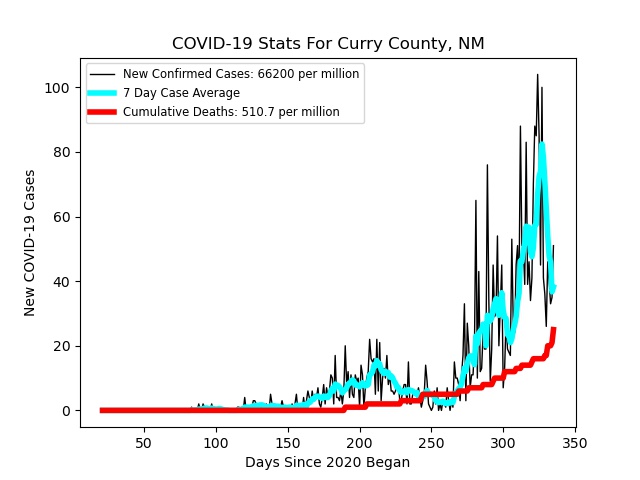 COVID-19 Stats For Curry County, NM
New Confirmed Cases: 66200 per million
7 Day Case Average
Cumulative Deaths: 510.7 per million
New COVID-19 Cases
100
80
60
40
20
0
50
100
150
200
250
300
350
Days Since 2020 Began